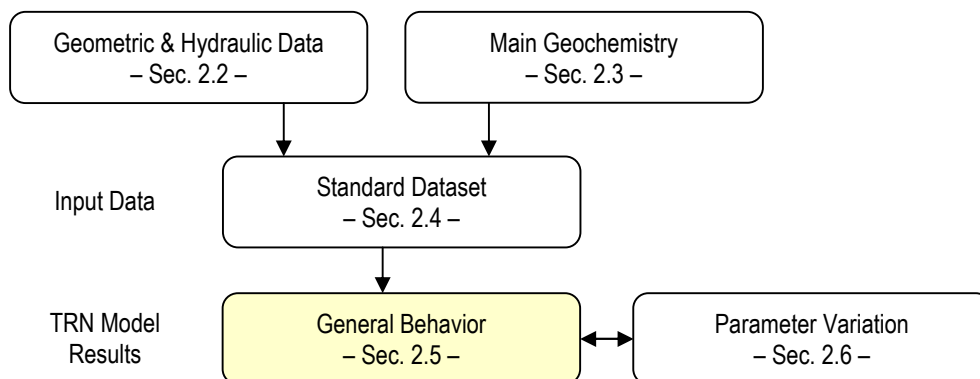 Geometric & Hydraulic Data
– Sec. 2.2 –
Main Geochemistry
– Sec. 2.3 –
Input Data
Standard Dataset
– Sec. 2.4 –
TRN Model
Results
General Behavior
– Sec. 2.5 –
Parameter Variation
– Sec. 2.6 –